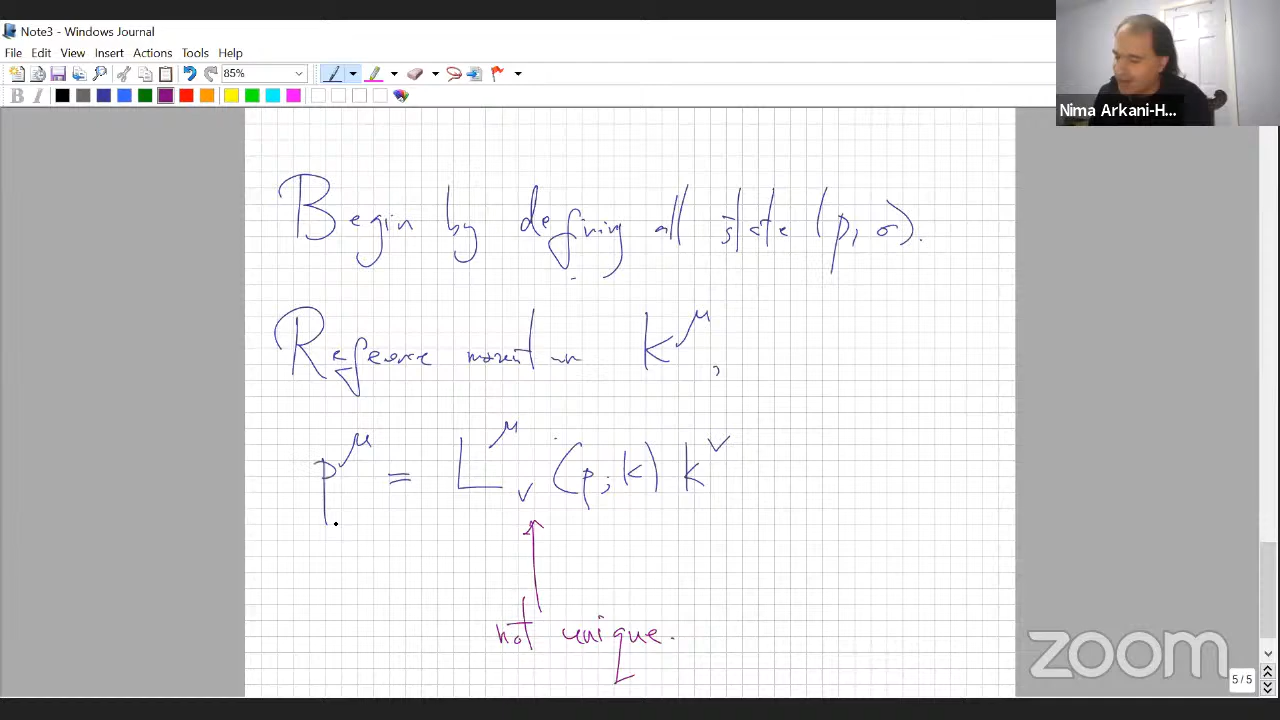 Note3 - Windows Journal
File Edit View Insert Actions Tools Help
85%
B I
Nima Arkani-H...
Begin by defining all state (p, σ).
Reference momentum k^μ,
p^μ = L^μ_ν (p; k) k^ν
not unique.
zoom
5 / 5